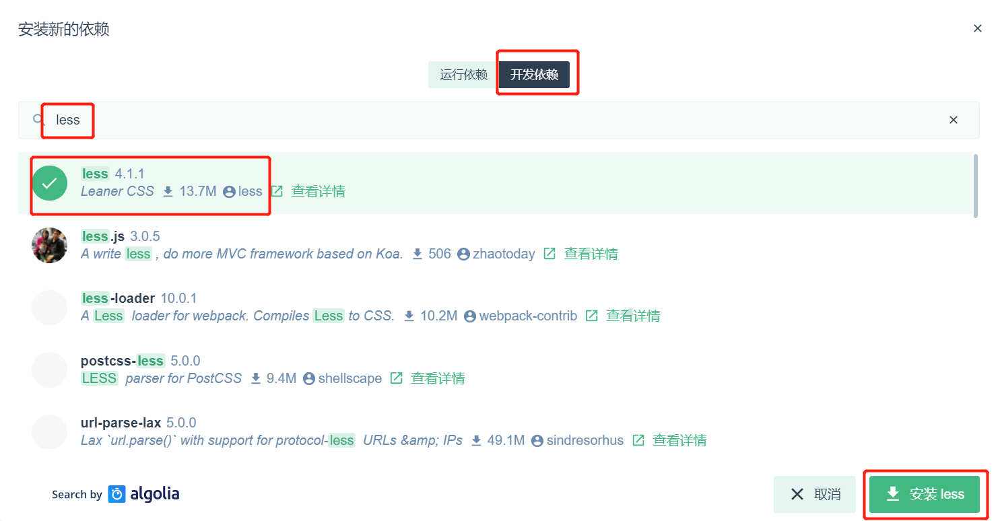 安装新的依赖
运行依赖 开发依赖
less
less 4.1.1
Leaner CSS 13.7M less 查看详情
less.js 3.0.5
A write less , do more MVC framework based on Koa. 506 zhaotoday 查看详情
less-loader 10.0.1
A Less loader for webpack. Compiles Less to CSS. 10.2M webpack-contrib 查看详情
postcss-less 5.0.0
LESS parser for PostCSS 9.4M shellscape 查看详情
url-parse-lax 5.0.0
Lax `url.parse()` with support for protocol-less URLs &amp; IPs 49.1M sindresorhus 查看详情
Search by algolia 取消 安装 less